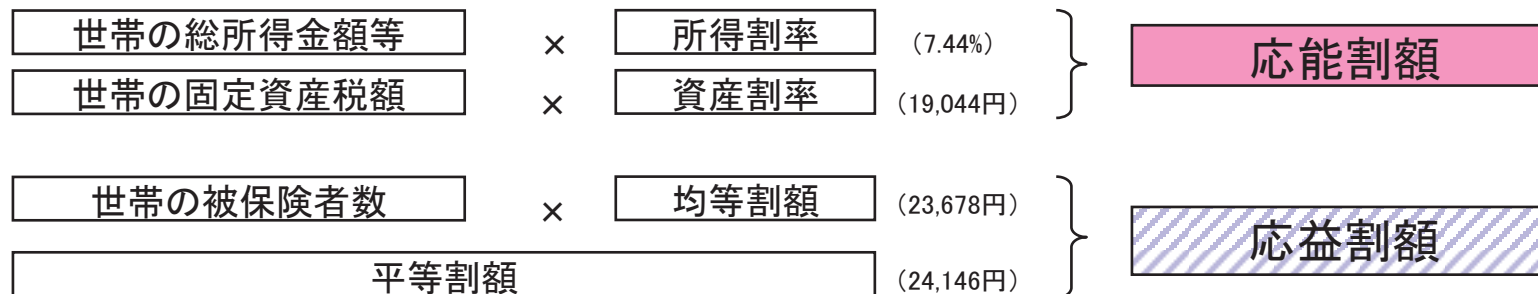 世帯の総所得金額等 × 所得割率 （7.44%）
世帯の固定資産税額 × 資産割率 （19,044円）
応能割額
世帯の被保険者数 × 均等割額 （23,678円）
平等割額 （24,146円）
応益割額